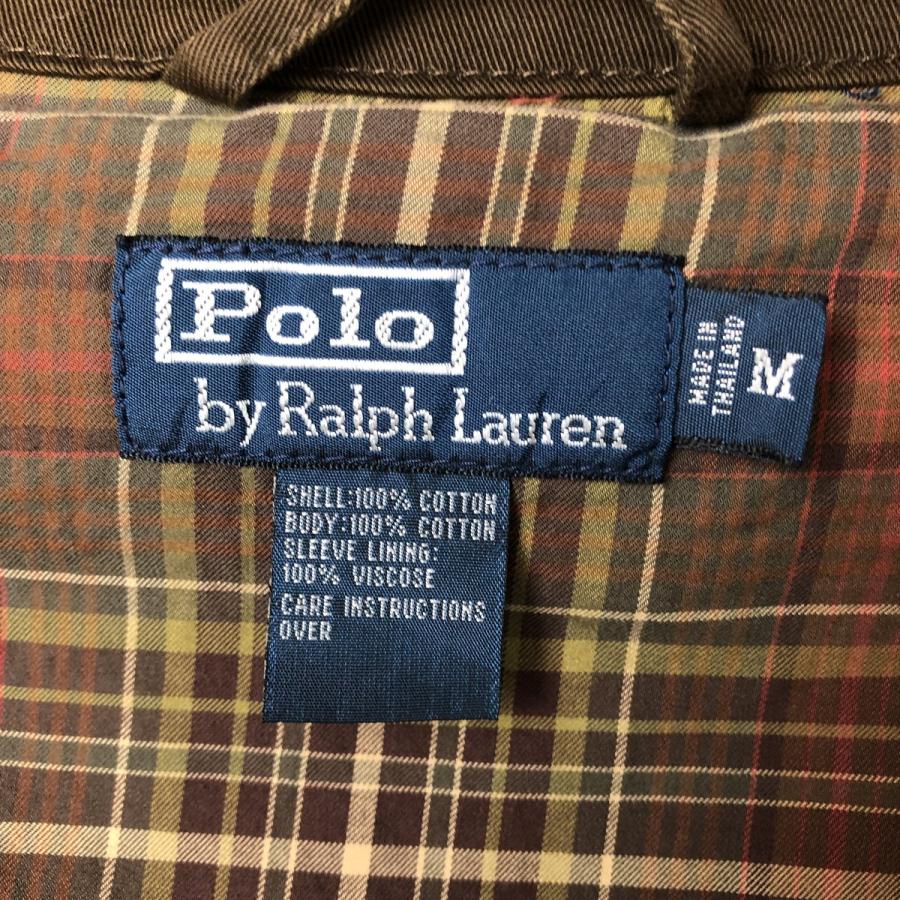 Polo
by Ralph Lauren
MADE IN
THAILAND
M
SHELL:100% COTTON
BODY:100% COTTON
SLEEVE LINING:
100% VISCOSE
CARE INSTRUCTIONS
OVER